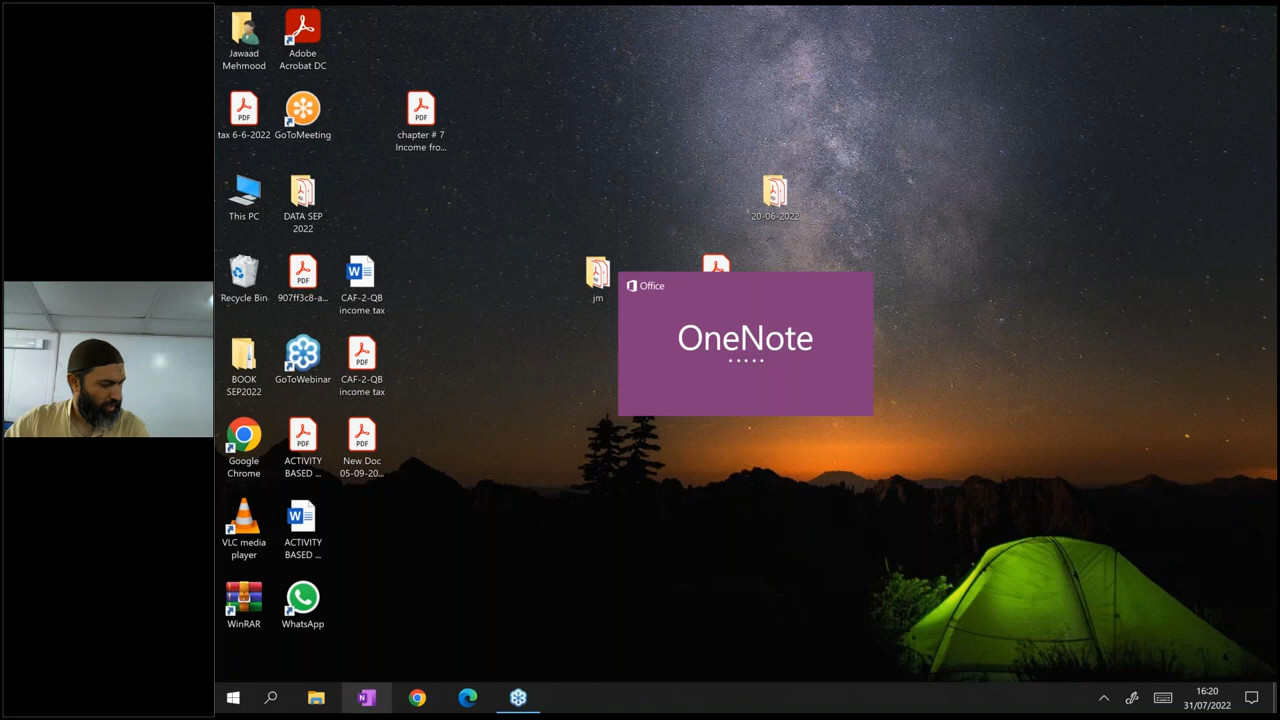 Jawaad
Mehmood
Adobe
Acrobat DC
tax 6-6-2022
GoToMeeting
chapter # 7
Income fro...
This PC
DATA SEP
2022
20-06-2022
Recycle Bin
907ff3c8-a...
CAF-2-QB
income tax
jm
Office
OneNote
BOOK
SEP2022
GoToWebinar
CAF-2-QB
income tax
Google
Chrome
ACTIVITY
BASED ...
New Doc
05-09-20...
VLC media
player
ACTIVITY
BASED ...
WinRAR
WhatsApp
16:20
31/07/2022